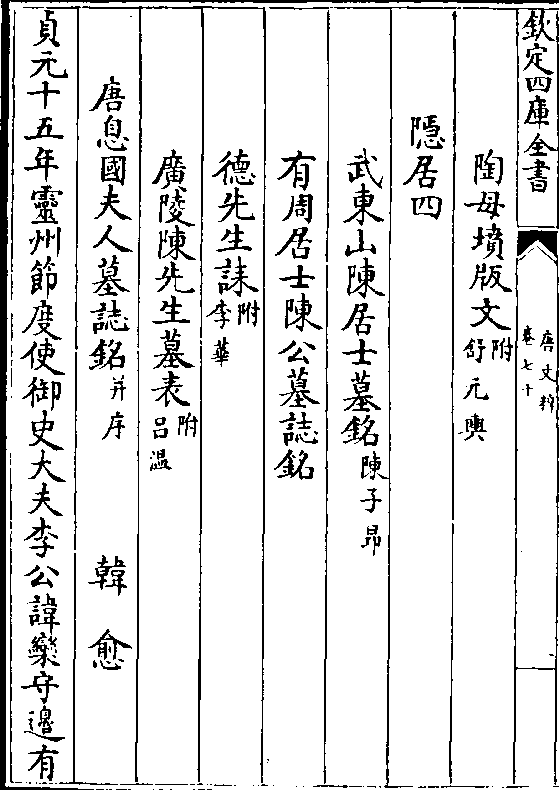 欽定四庫全書
唐文粹
卷七十
陶母墳版文附舒元輿
隱居四
武東山陳居士墓銘陳子昂
有周居士陳公墓誌銘
德先生誄附李華
廣陵陳先生墓表附呂溫
唐息國夫人墓誌銘并序 韓愈
貞元十五年靈州節度使御史大夫李公諱欒守邊有